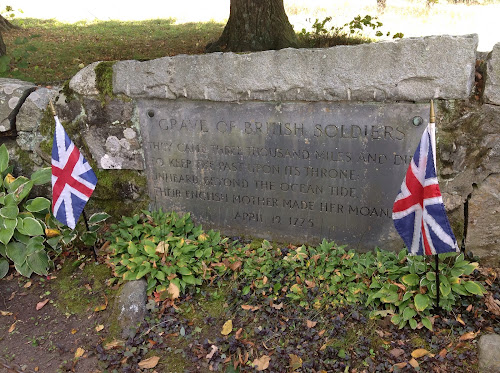 GRAVE OF BRITISH SOLDIERS
THEY CAME THREE THOUSAND MILES AND DIED
TO KEEP THE PAST UPON ITS THRONE
UNHEARD BEYOND THE OCEAN TIDE
THEIR ENGLISH MOTHER MADE HER MOAN
APRIL 19, 1775